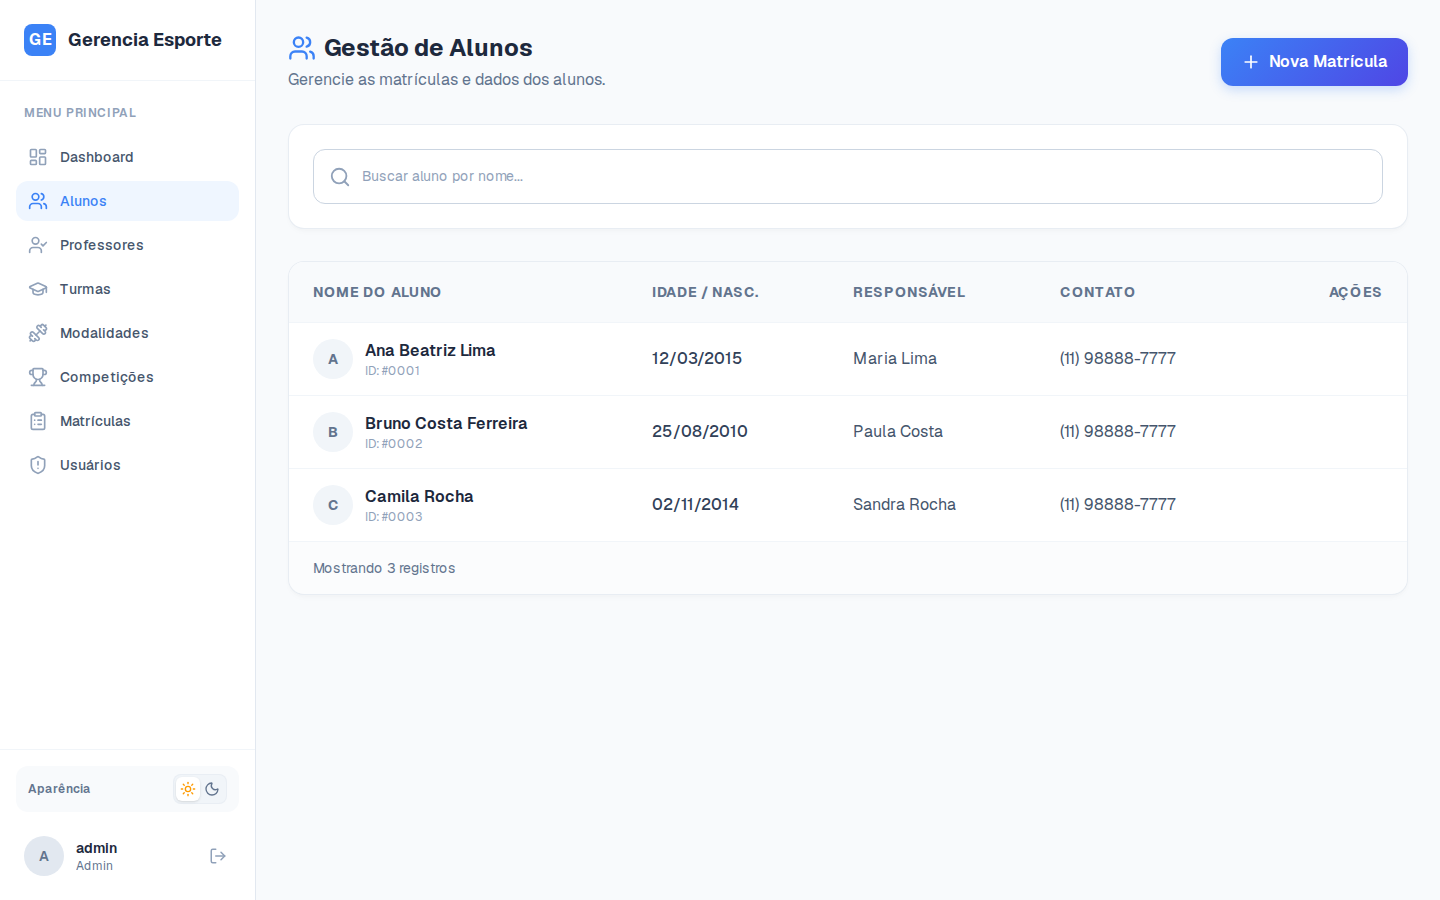 GE Gerencia Esporte
MENU PRINCIPAL
Dashboard
Alunos
Professores
Turmas
Modalidades
Competições
Matrículas
Usuários
Aparência
A
admin
Admin
Gestão de Alunos
Gerencie as matrículas e dados dos alunos.
Nova Matrícula
Buscar aluno por nome...
NOME DO ALUNO IDADE / NASC. RESPONSÁVEL CONTATO AÇÕES
A Ana Beatriz Lima 12/03/2015 Maria Lima (11) 98888-7777
ID: #0001
B Bruno Costa Ferreira 25/08/2010 Paula Costa (11) 98888-7777
ID: #0002
C Camila Rocha 02/11/2014 Sandra Rocha (11) 98888-7777
ID: #0003
Mostrando 3 registros